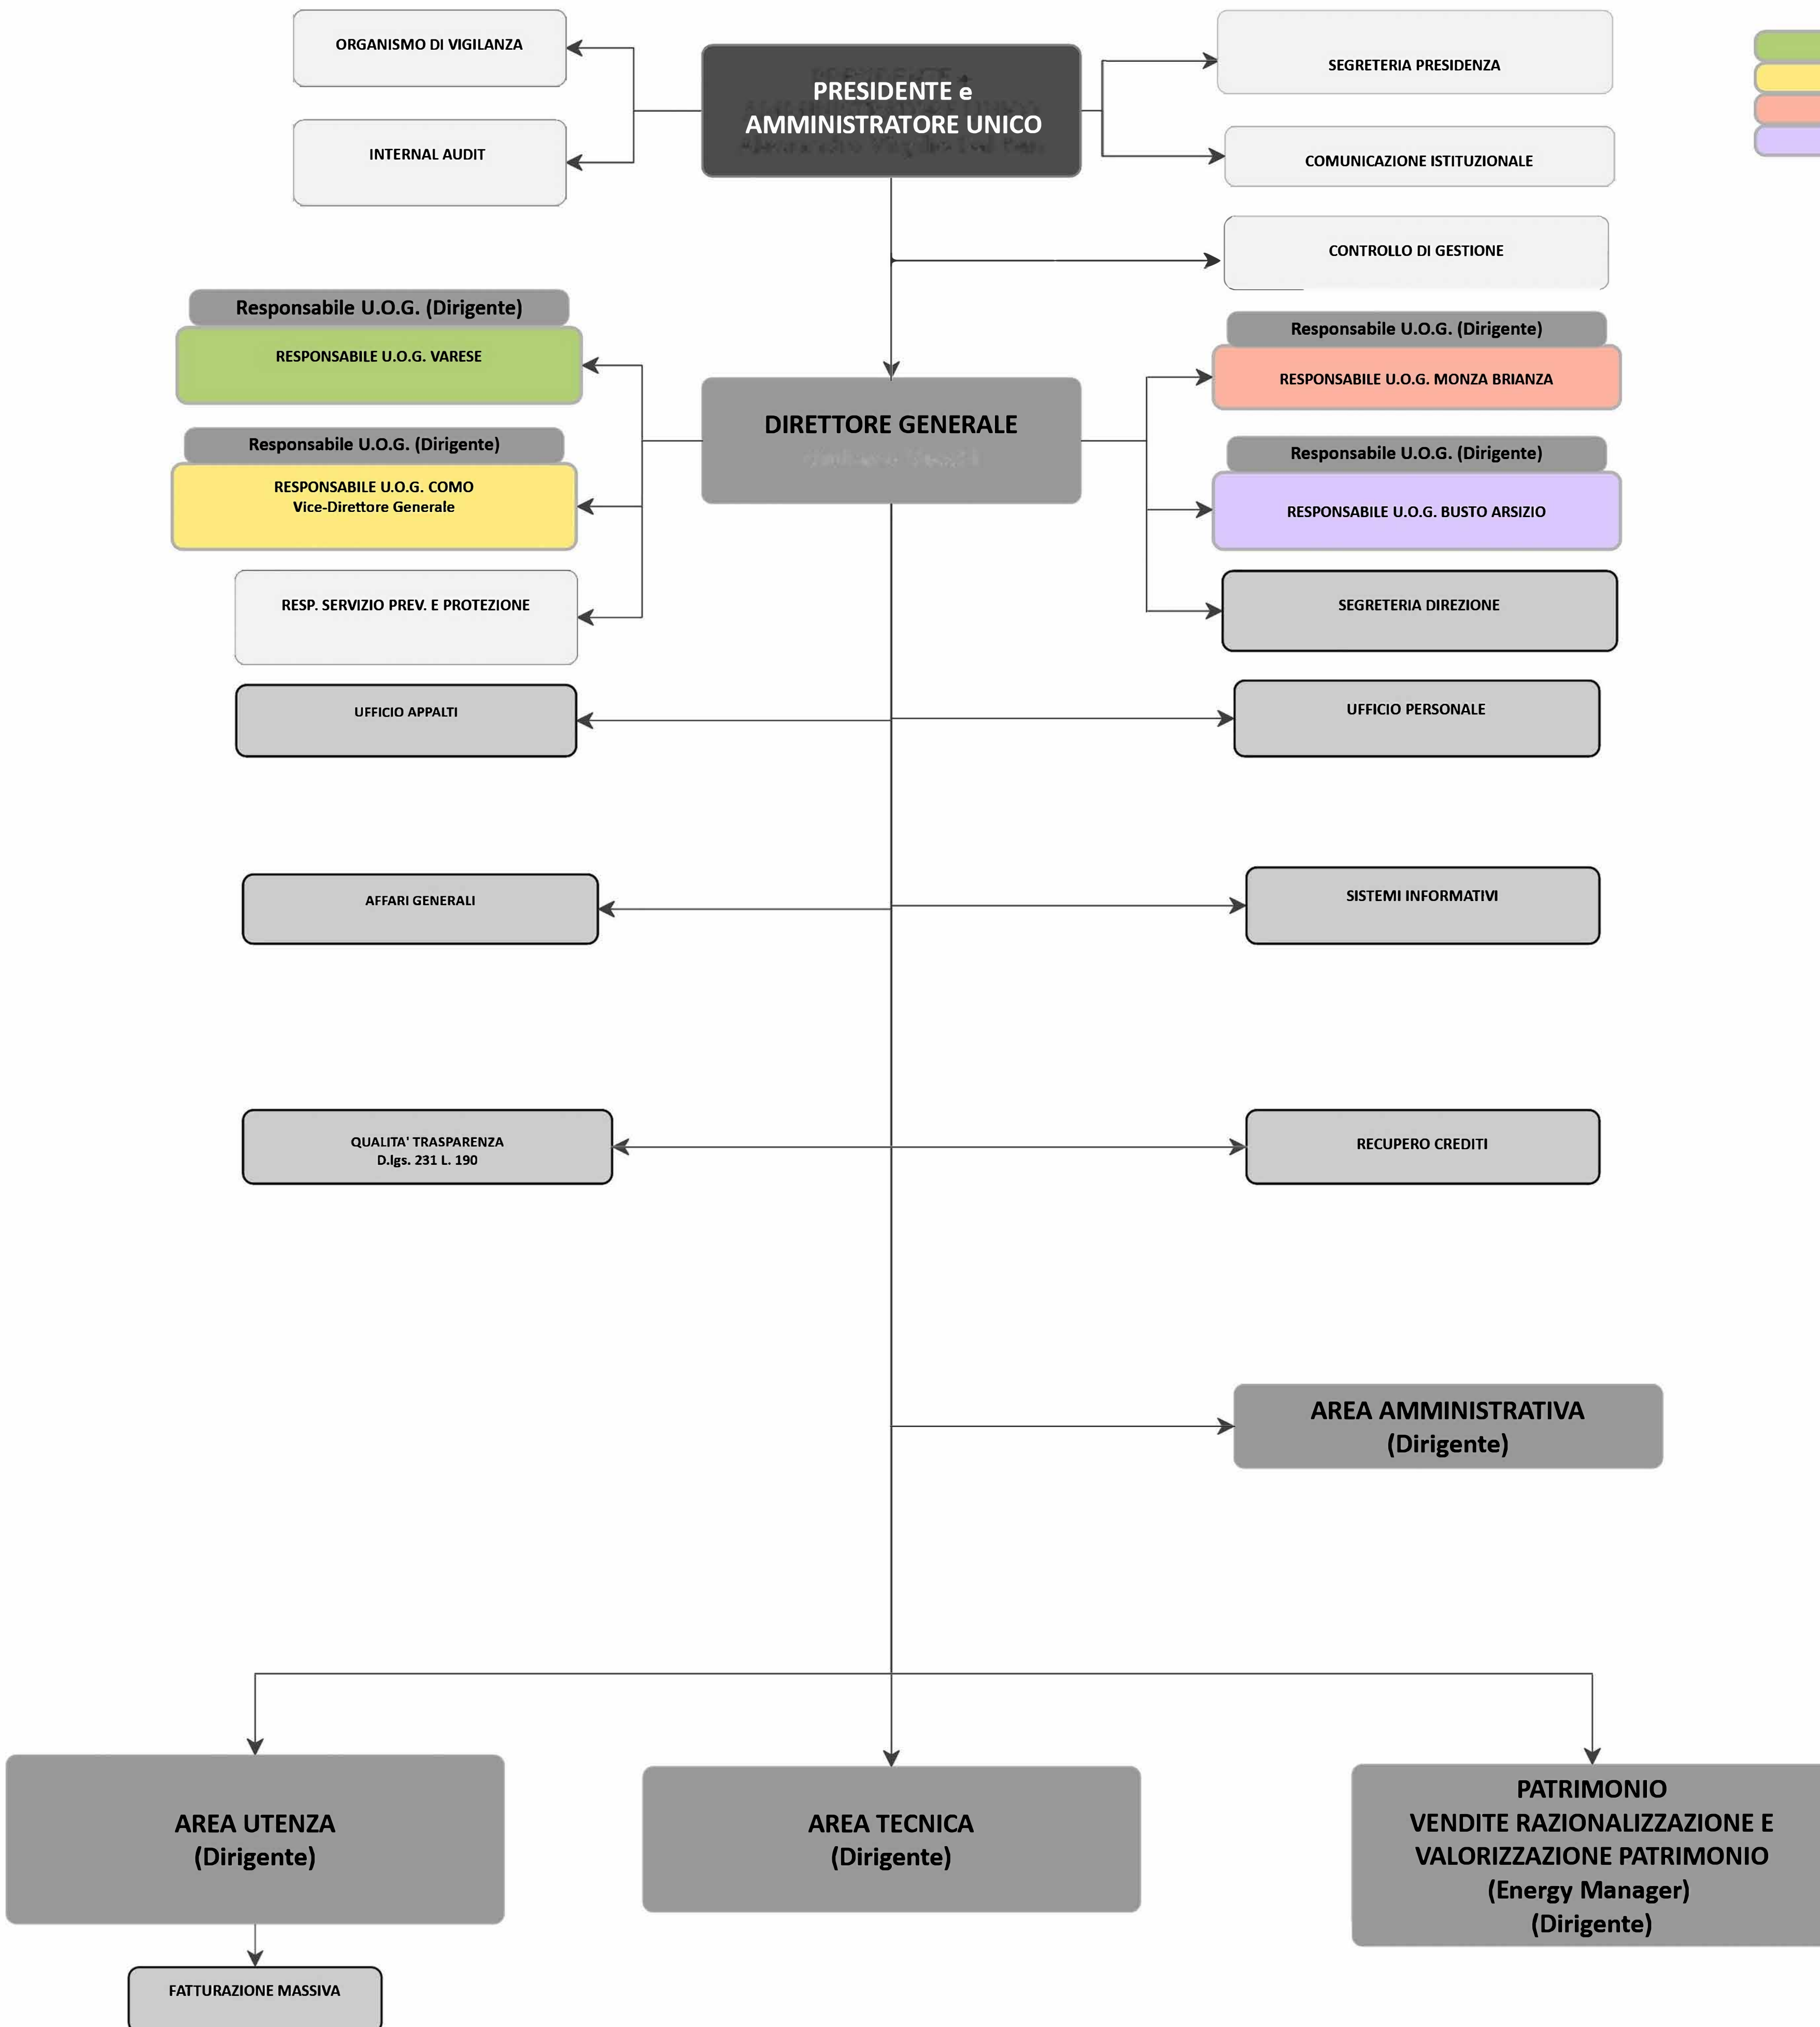 ORGANISMO DI VIGILANZA
PRESIDENTE e
AMMINISTRATORE UNICO
SEGRETERIA PRESIDENZA
INTERNAL AUDIT
COMUNICAZIONE ISTITUZIONALE
CONTROLLO DI GESTIONE
Responsabile U.O.G. (Dirigente)
RESPONSABILE U.O.G. VARESE
Responsabile U.O.G. (Dirigente)
RESPONSABILE U.O.G. MONZA BRIANZA
DIRETTORE GENERALE
Responsabile U.O.G. (Dirigente)
RESPONSABILE U.O.G. COMO
Vice-Direttore Generale
Responsabile U.O.G. (Dirigente)
RESPONSABILE U.O.G. BUSTO ARSIZIO
RESP. SERVIZIO PREV. E PROTEZIONE
SEGRETERIA DIREZIONE
UFFICIO APPALTI
UFFICIO PERSONALE
AFFARI GENERALI
SISTEMI INFORMATIVI
QUALITA' TRASPARENZA
D.lgs. 231 L. 190
RECUPERO CREDITI
AREA AMMINISTRATIVA
(Dirigente)
AREA UTENZA
(Dirigente)
AREA TECNICA
(Dirigente)
PATRIMONIO
VENDITE RAZIONALIZZAZIONE E
VALORIZZAZIONE PATRIMONIO
(Energy Manager)
(Dirigente)
FATTURAZIONE MASSIVA